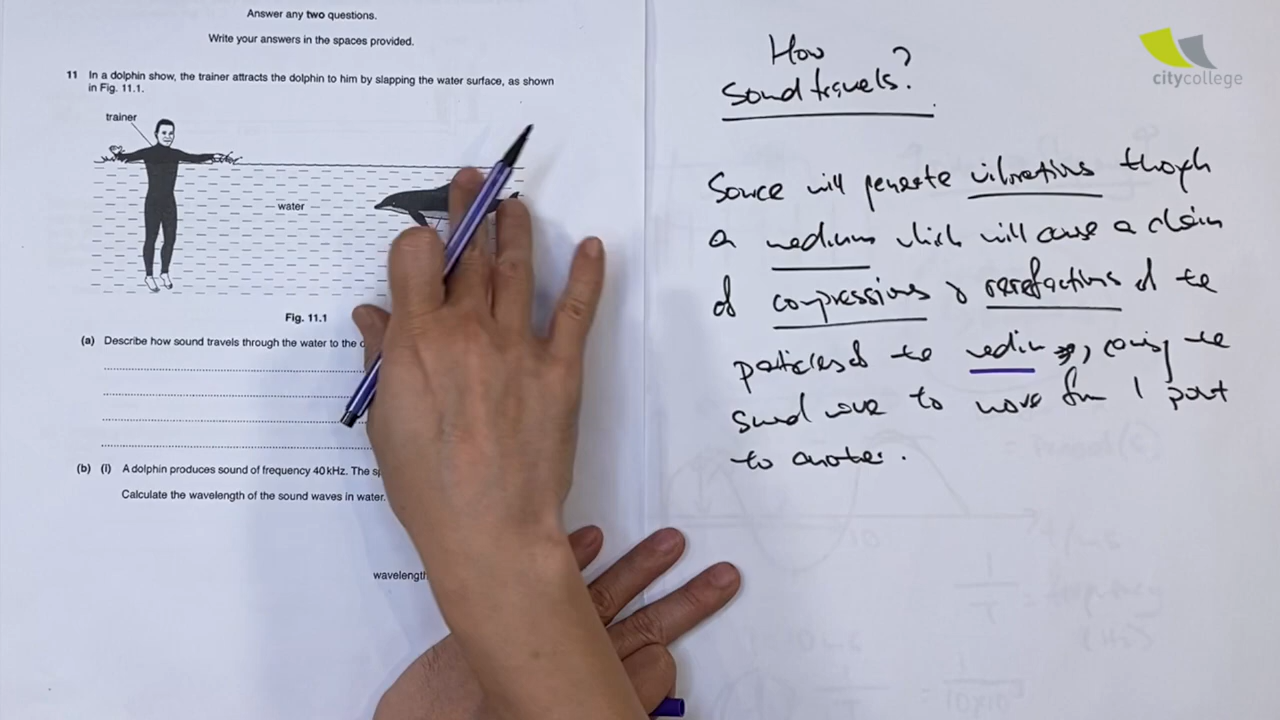 Answer any two questions.
Write your answers in the spaces provided.
11 In a dolphin show, the trainer attracts the dolphin to him by slapping the water surface, as shown
in Fig. 11.1.
trainer
water
Fig. 11.1
(a) Describe how sound travels through the water to the
(b) (i) A dolphin produces sound of frequency 40 kHz. The
Calculate the wavelength of the sound waves in water.
wavelength
How
Sound travels?
Source will generate vibrations though
a medium which will cause a chain
of compressions & rarefactions of the
particles of the medium, causing the
sound wave to move from 1 point
to another.
citycollege